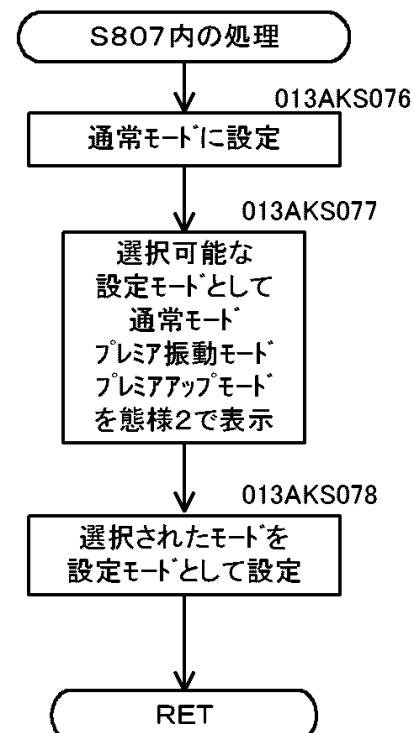 S807内の処理
013AKS076
通常ﾓｰﾄﾞに設定
013AKS077
選択可能な
設定ﾓｰﾄﾞとして
通常ﾓｰﾄﾞ
ﾌﾟﾚﾐｱ振動ﾓｰﾄﾞ
ﾌﾟﾚﾐｱｱｯﾌﾟﾓｰﾄﾞ
を態様2で表示
013AKS078
選択されたﾓｰﾄﾞを
設定ﾓｰﾄﾞとして設定
RET